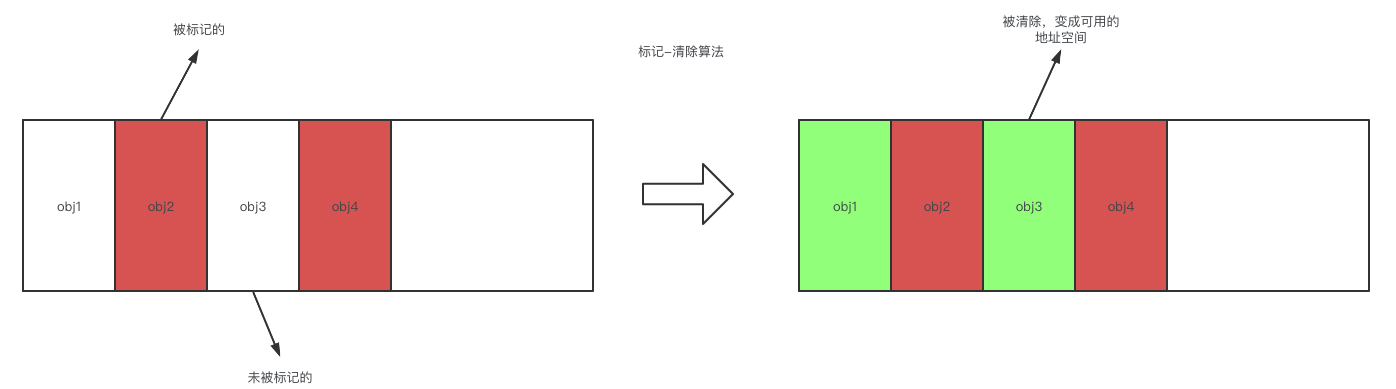 被标记的
标记-清除算法
被清除，变成可用的
地址空间
obj1
obj2
obj3
obj4
obj1
obj2
obj3
obj4
未被标记的